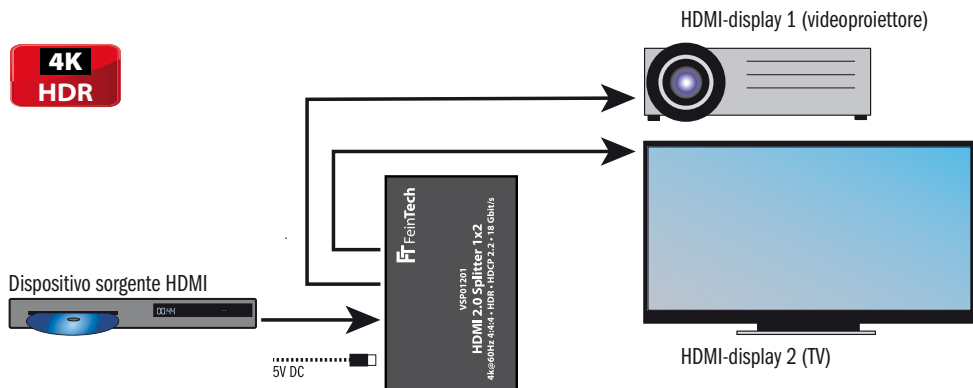 HDMI-display 1 (videoproiettore)
4K
HDR
FT FeinTech
VSP01201
HDMI 2.0 Splitter 1x2
4k@60Hz 4:4:4 • HDR • HDCP 2.2 • 18 Gbit/s
Dispositivo sorgente HDMI
00:44
5V DC
HDMI-display 2 (TV)